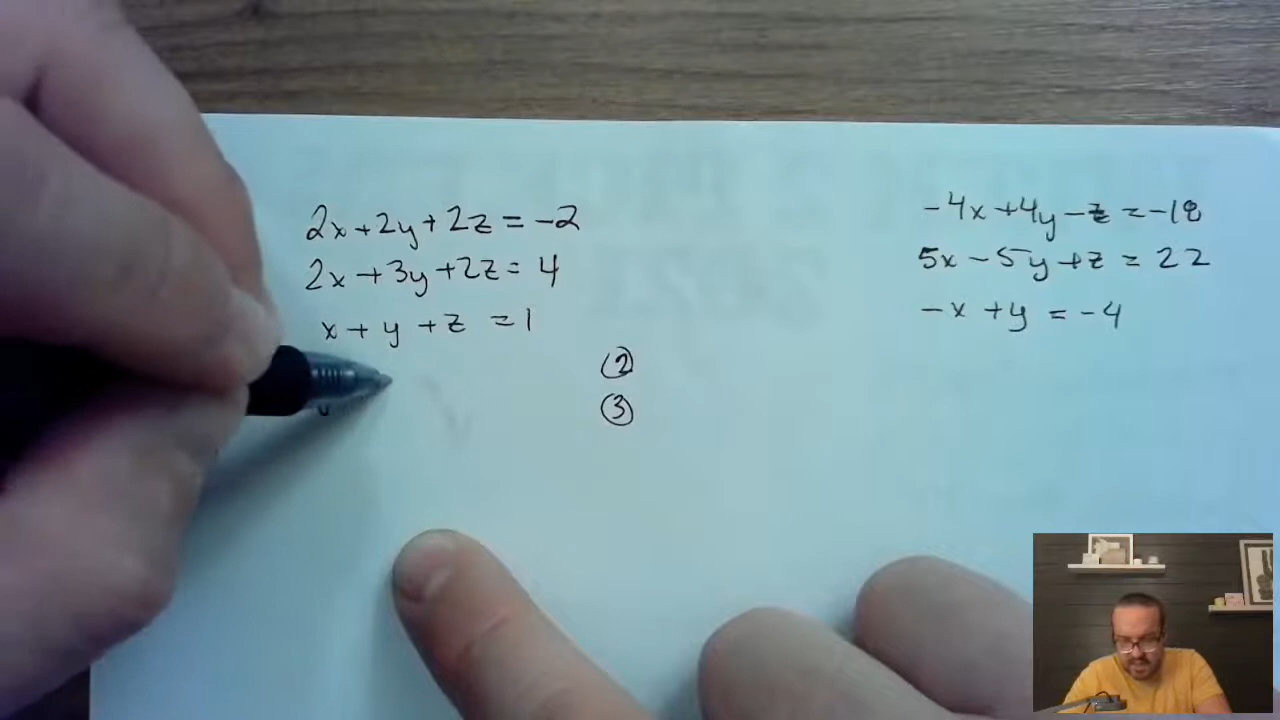 2x+2y+2z=-2
2x+3y+2z=4
x+y+z=1
②
③
-4x+4y-z=-18
5x-5y+z=22
-x+y=-4